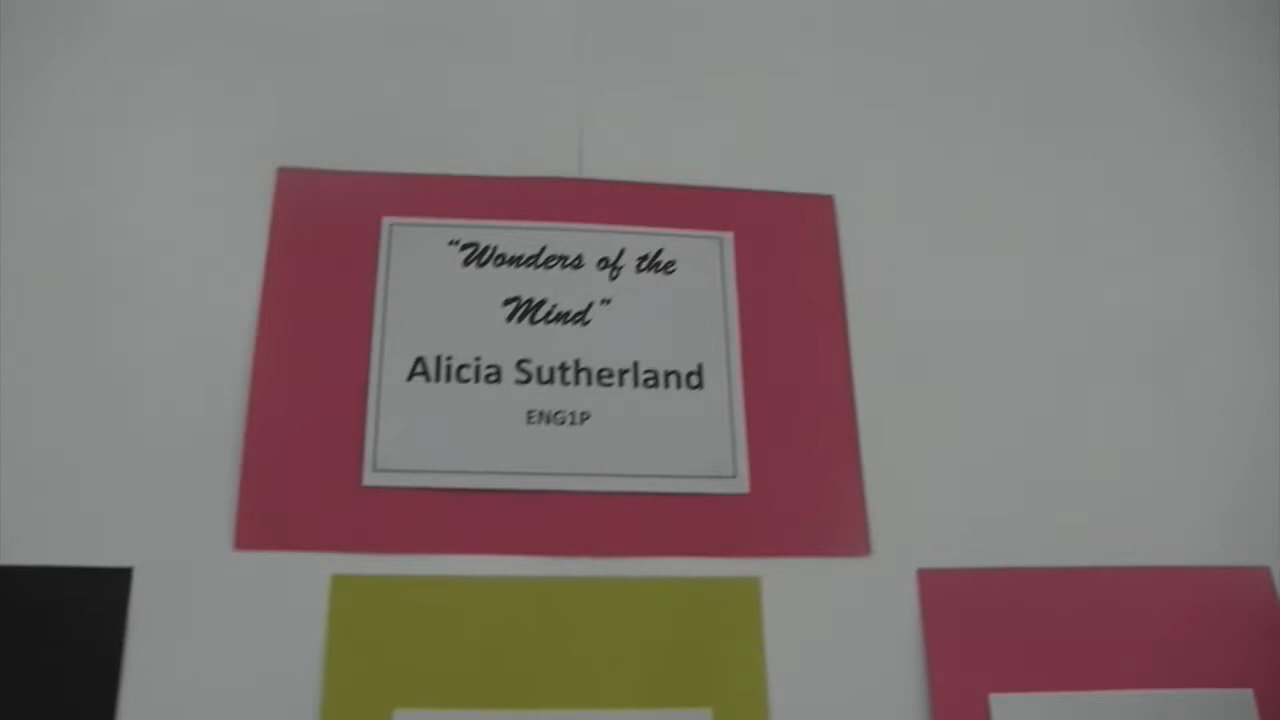 “Wonders of the
Mind”
Alicia Sutherland
ENG1P